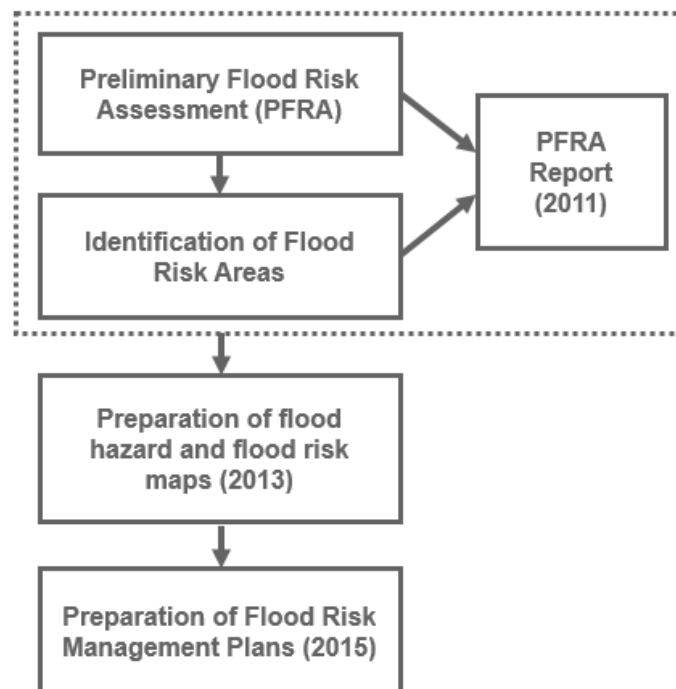 Preliminary Flood Risk
Assessment (PFRA)
PFRA
Report
(2011)
Identification of Flood
Risk Areas
Preparation of flood
hazard and flood risk
maps (2013)
Preparation of Flood Risk
Management Plans (2015)